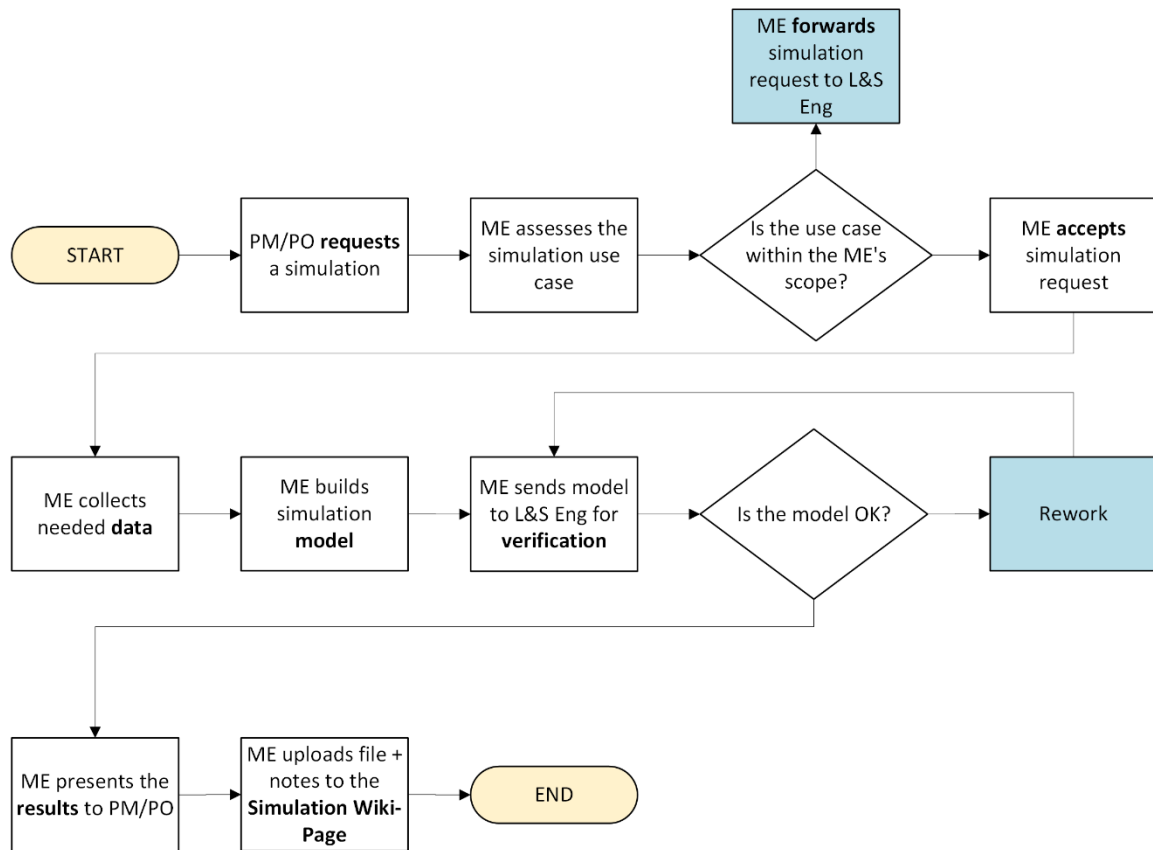 ME forwards
simulation
request to L&S
Eng
START
PM/PO requests
a simulation
ME assesses the
simulation use
case
Is the use case
within the ME's
scope?
ME accepts
simulation
request
ME collects
needed data
ME builds
simulation
model
ME sends model
to L&S Eng for
verification
Is the model OK?
Rework
ME presents the
results to PM/PO
ME uploads file +
notes to the
Simulation Wiki-
Page
END